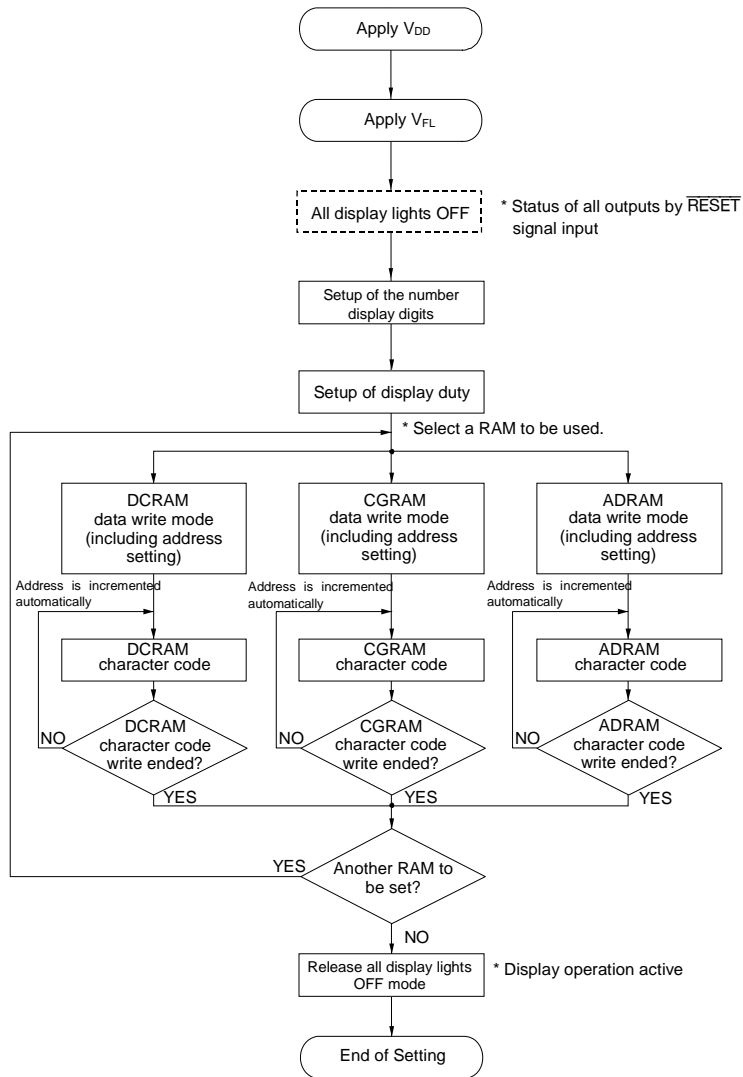 Apply VDD
Apply VFL
All display lights OFF
* Status of all outputs by RESET
signal input
Setup of the number
display digits
Setup of display duty
* Select a RAM to be used.
DCRAM
data write mode
(including address
setting)
CGRAM
data write mode
(including address
setting)
ADRAM
data write mode
(including address
setting)
Address is incremented
automatically
Address is incremented
automatically
Address is incremented
automatically
DCRAM
character code
CGRAM
character code
ADRAM
character code
NO
DCRAM
character code
write ended?
NO
CGRAM
character code
write ended?
NO
ADRAM
character code
write ended?
YES
YES
YES
YES
Another RAM to
be set?
NO
Release all display lights
OFF mode
* Display operation active
End of Setting